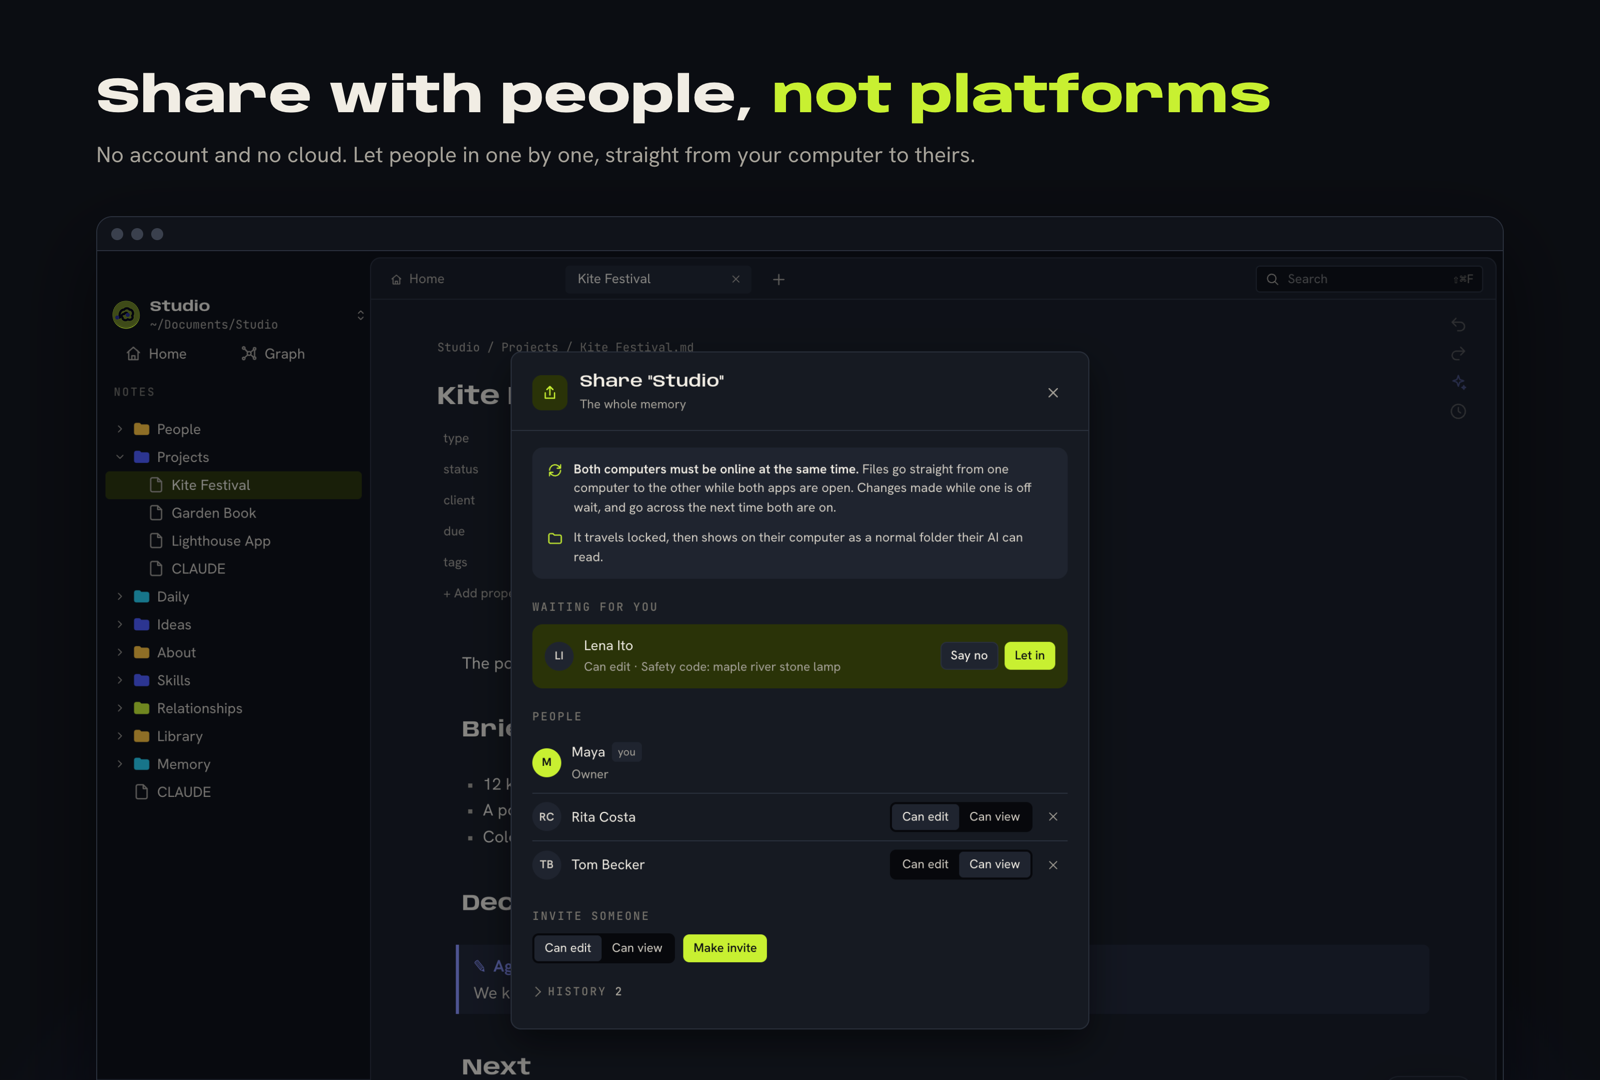 Share with people, not platforms
No account and no cloud. Let people in one by one, straight from your computer to theirs.
Studio
~/Documents/Studio
Home
Graph
NOTES
People
Projects
Kite Festival
Garden Book
Lighthouse App
CLAUDE
Daily
Ideas
About
Skills
Relationships
Library
Memory
CLAUDE
Home
Kite Festival
Search
⇧⌘F
Studio / Projects / Kite Festival.md
Kite
type
status
client
due
tags
+ Add prope
The po
Brie
12 k
A po
Colo
Dec
Ag
We k
Next
Share "Studio"
The whole memory
Both computers must be online at the same time. Files go straight from one
computer to the other while both apps are open. Changes made while one is off
wait, and go across the next time both are on.
It travels locked, then shows on their computer as a normal folder their AI can
read.
WAITING FOR YOU
LI
Lena Ito
Can edit · Safety code: maple river stone lamp
Say no
Let in
PEOPLE
M
Maya you
Owner
RC
Rita Costa
Can edit
Can view
TB
Tom Becker
Can edit
Can view
INVITE SOMEONE
Can edit
Can view
Make invite
HISTORY 2